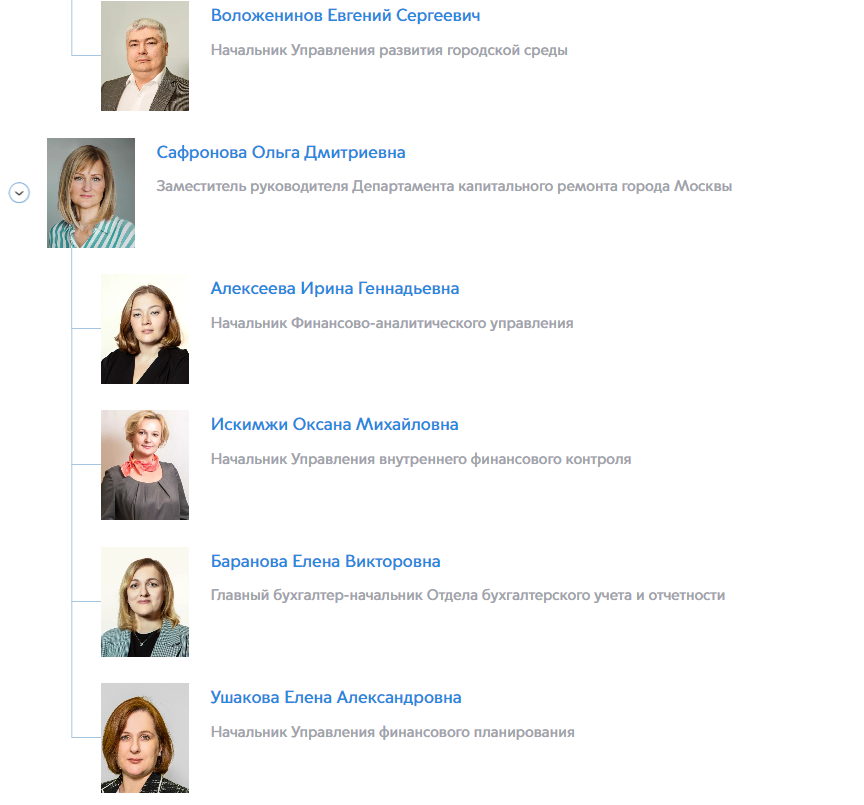 Воложенинов Евгений Сергеевич
Начальник Управления развития городской среды
Сафронова Ольга Дмитриевна
Заместитель руководителя Департамента капитального ремонта города Москвы
Алексеева Ирина Геннадьевна
Начальник Финансово-аналитического управления
Искимжи Оксана Михайловна
Начальник Управления внутреннего финансового контроля
Баранова Елена Викторовна
Главный бухгалтер-начальник Отдела бухгалтерского учета и отчетности
Ушакова Елена Александровна
Начальник Управления финансового планирования